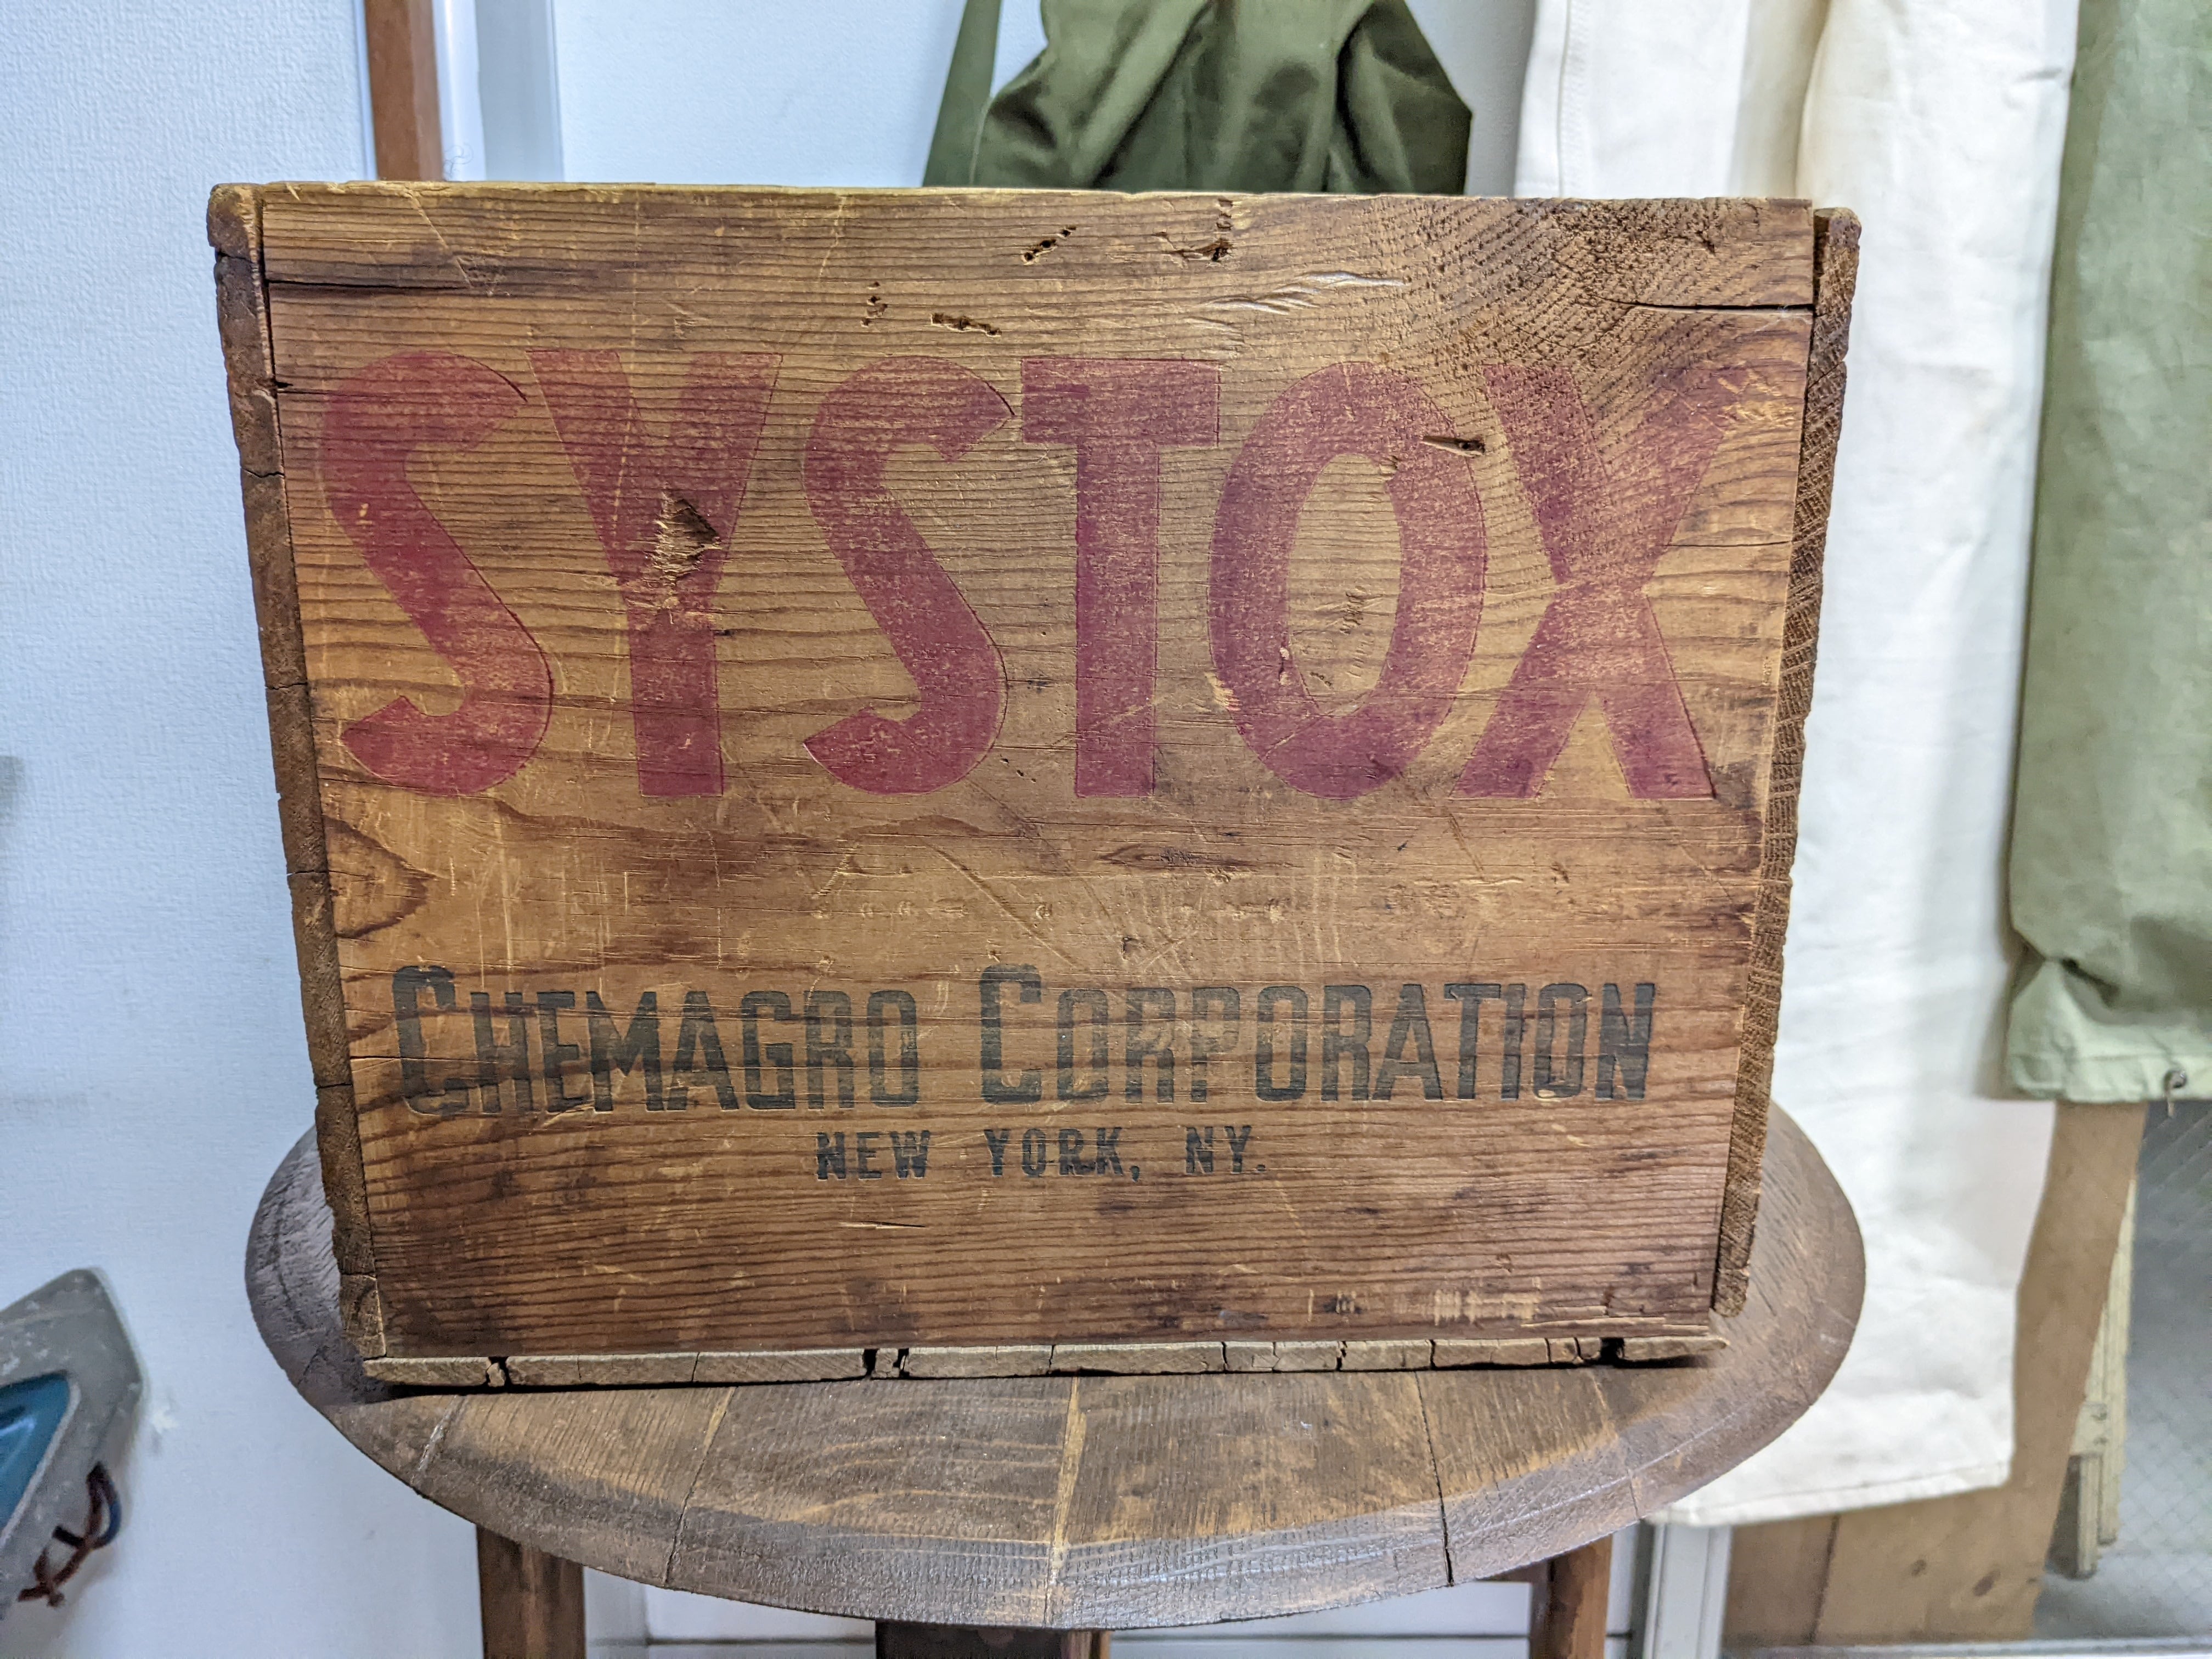 SYSTOX
CHEMAGRO CORPORATION
NEW YORK, NY.